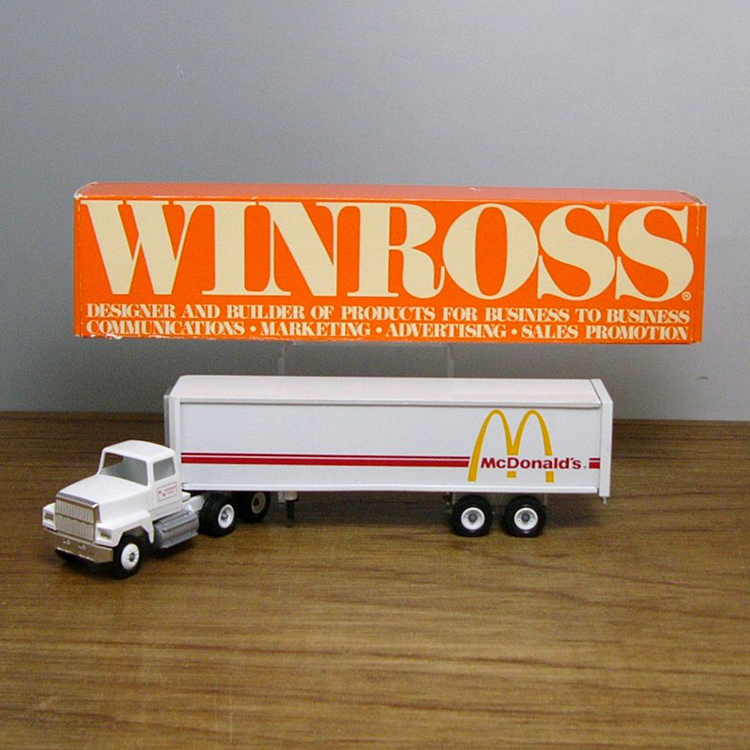 WINROSS®
DESIGNER AND BUILDER OF PRODUCTS FOR BUSINESS TO BUSINESS
COMMUNICATIONS • MARKETING • ADVERTISING • SALES PROMOTION
McDonald's®